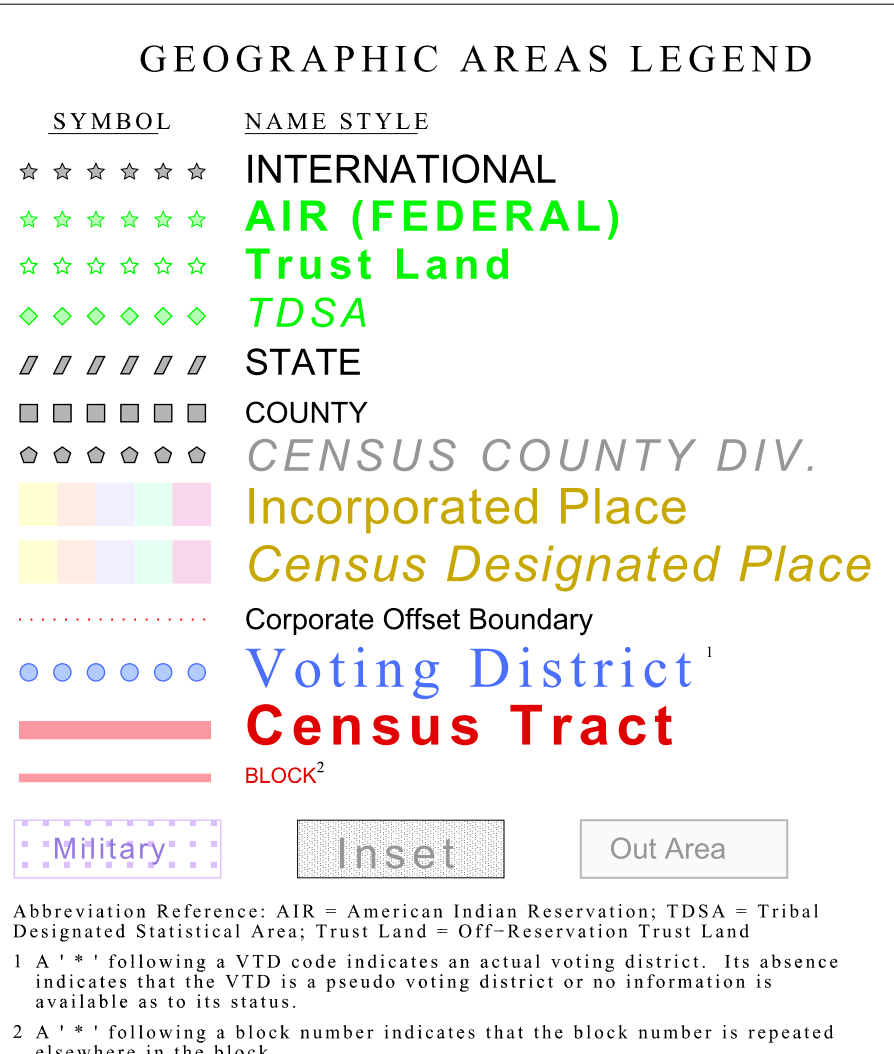 GEOGRAPHIC AREAS LEGEND
SYMBOL NAME STYLE
INTERNATIONAL
AIR (FEDERAL)
Trust Land
TDSA
STATE
COUNTY
CENSUS COUNTY DIV.
Incorporated Place
Census Designated Place
Corporate Offset Boundary
Voting District 1
Census Tract
BLOCK2
Military Inset Out Area
Abbreviation Reference: AIR = American Indian Reservation; TDSA = Tribal
Designated Statistical Area; Trust Land = Off−Reservation Trust Land
1 A ' * ' following a VTD code indicates an actual voting district. Its absence
indicates that the VTD is a pseudo voting district or no information is
available as to its status.
2 A ' * ' following a block number indicates that the block number is repeated
elsewhere in the block